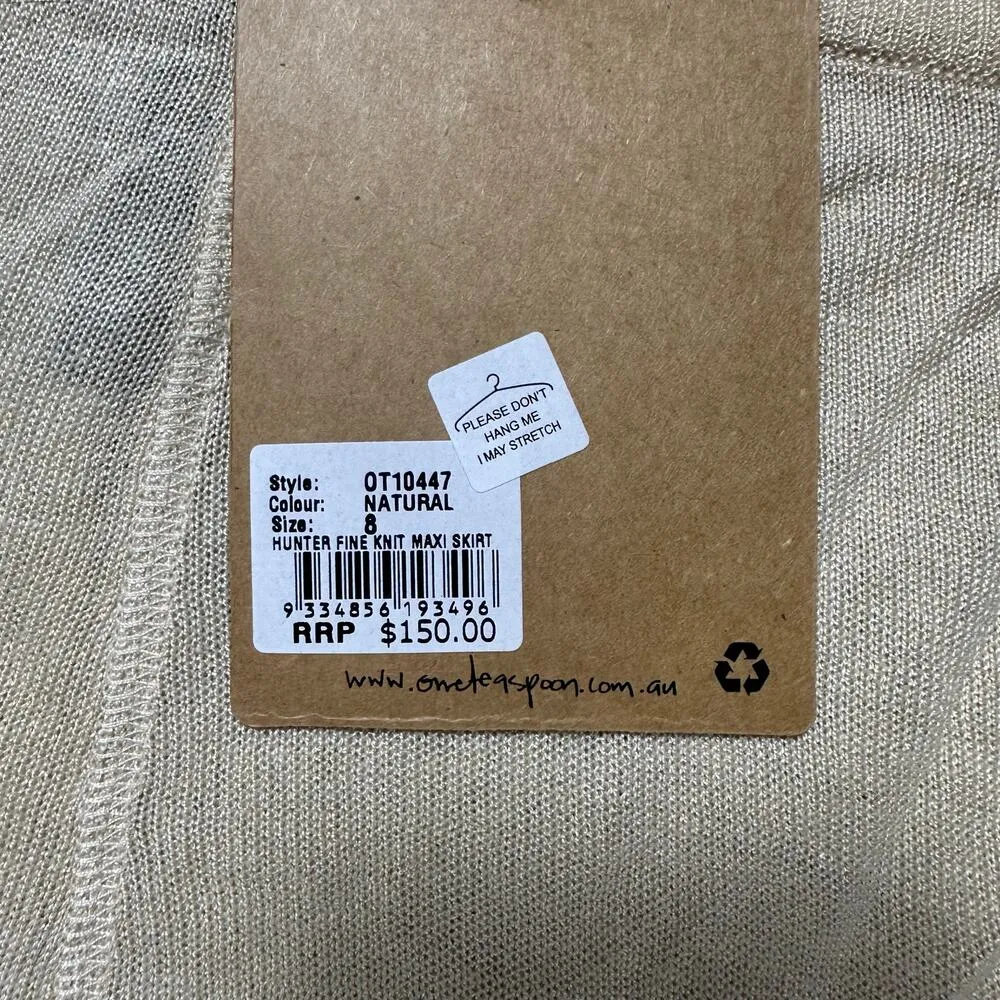 PLEASE DON'T
HANG ME
I MAY STRETCH
Style: OT10447
Colour: NATURAL
Size: 8
HUNTER FINE KNIT MAXI SKIRT
9 334856 193496
RRP $150.00
www.oneteaspoon.com.au